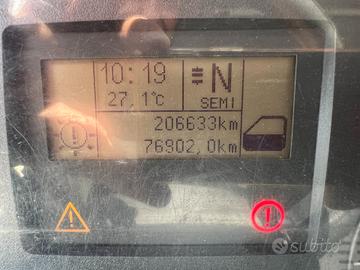 10:19
N
27,1°C
SEMI
206633km
76902,0km
subito